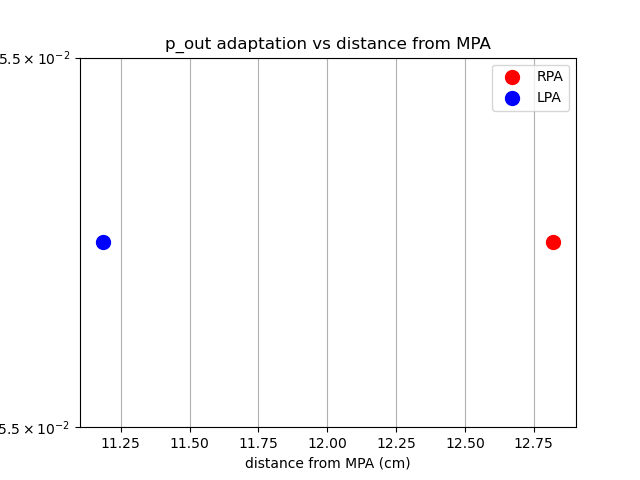 p_out adaptation vs distance from MPA
5.5 × 10⁻²
RPA
LPA
5.5 × 10⁻²
11.25 11.50 11.75 12.00 12.25 12.50 12.75
distance from MPA (cm)